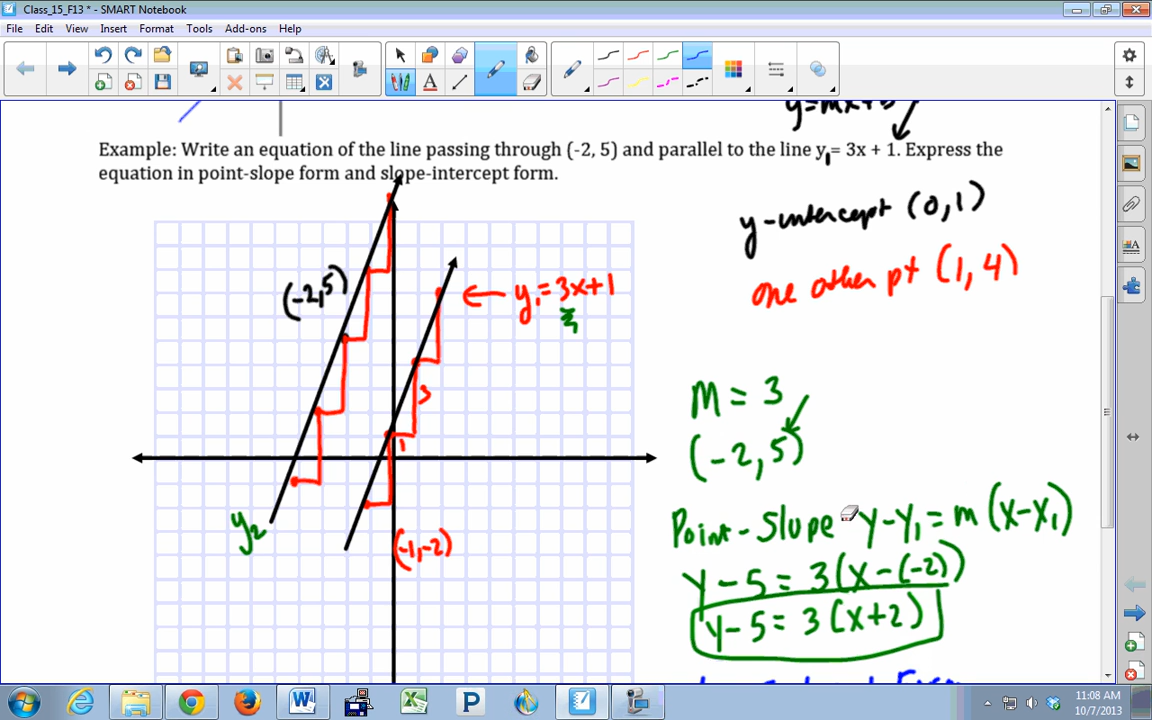 Class_15_F13 * - SMART Notebook
File Edit View Insert Format Tools Add-ons Help
y=mx+b
Example: Write an equation of the line passing through (-2, 5) and parallel to the line y₁= 3x + 1. Express the
equation in point-slope form and slope-intercept form.
y-intercept (0,1)
one other pt (1, 4)
(-2,5)
y₁=3x+1
3
1
M = 3
(-2,5)
y₂
(-1,-2)
Point-Slope y-y₁=m(x-x₁)
y-5=3(x-(-2))
y-5=3(x+2)
11:08 AM
10/7/2013